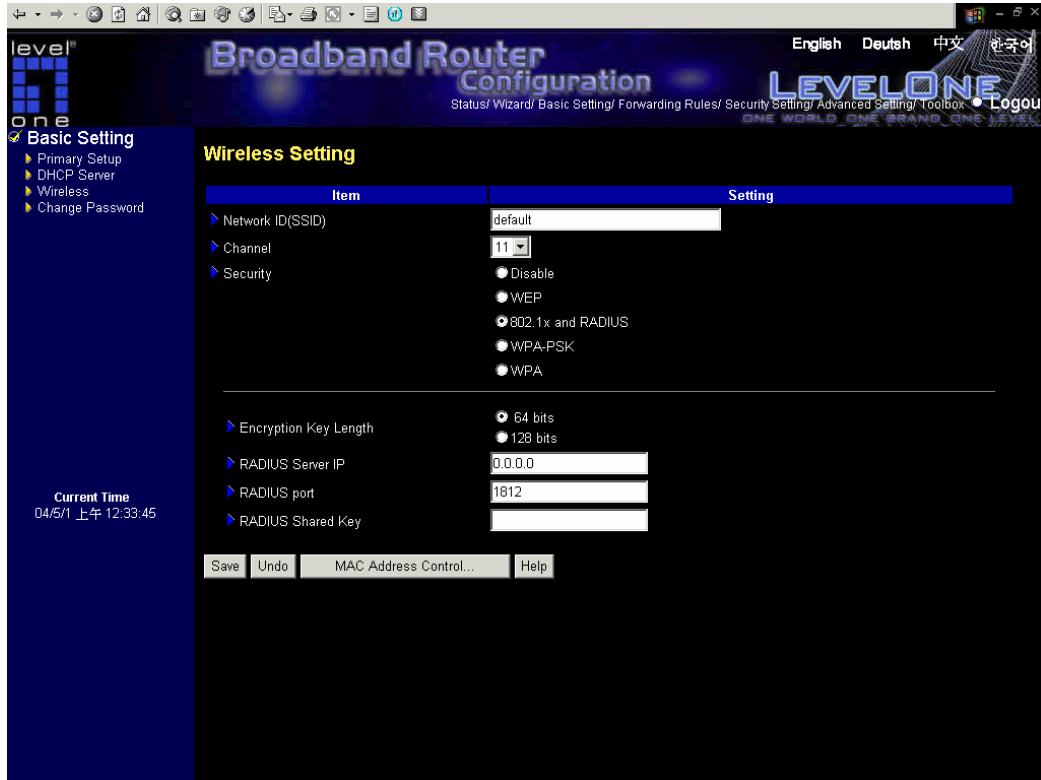 level®
one
Broadband Router
Configuration
English Deutsh 中文 한국어
LEVELONE
Status/ Wizard/ Basic Setting/ Forwarding Rules/ Security Setting/ Advanced Setting/ Toolbox Logou
ONE WORLD ONE BRAND ONE LEVEL
Basic Setting
Primary Setup
DHCP Server
Wireless
Change Password
Current Time
04/5/1 上午 12:33:45
Wireless Setting
Item Setting
Network ID(SSID) default
Channel 11
Security Disable
WEP
802.1x and RADIUS
WPA-PSK
WPA
Encryption Key Length 64 bits
128 bits
RADIUS Server IP 0.0.0.0
RADIUS port 1812
RADIUS Shared Key
Save Undo MAC Address Control... Help